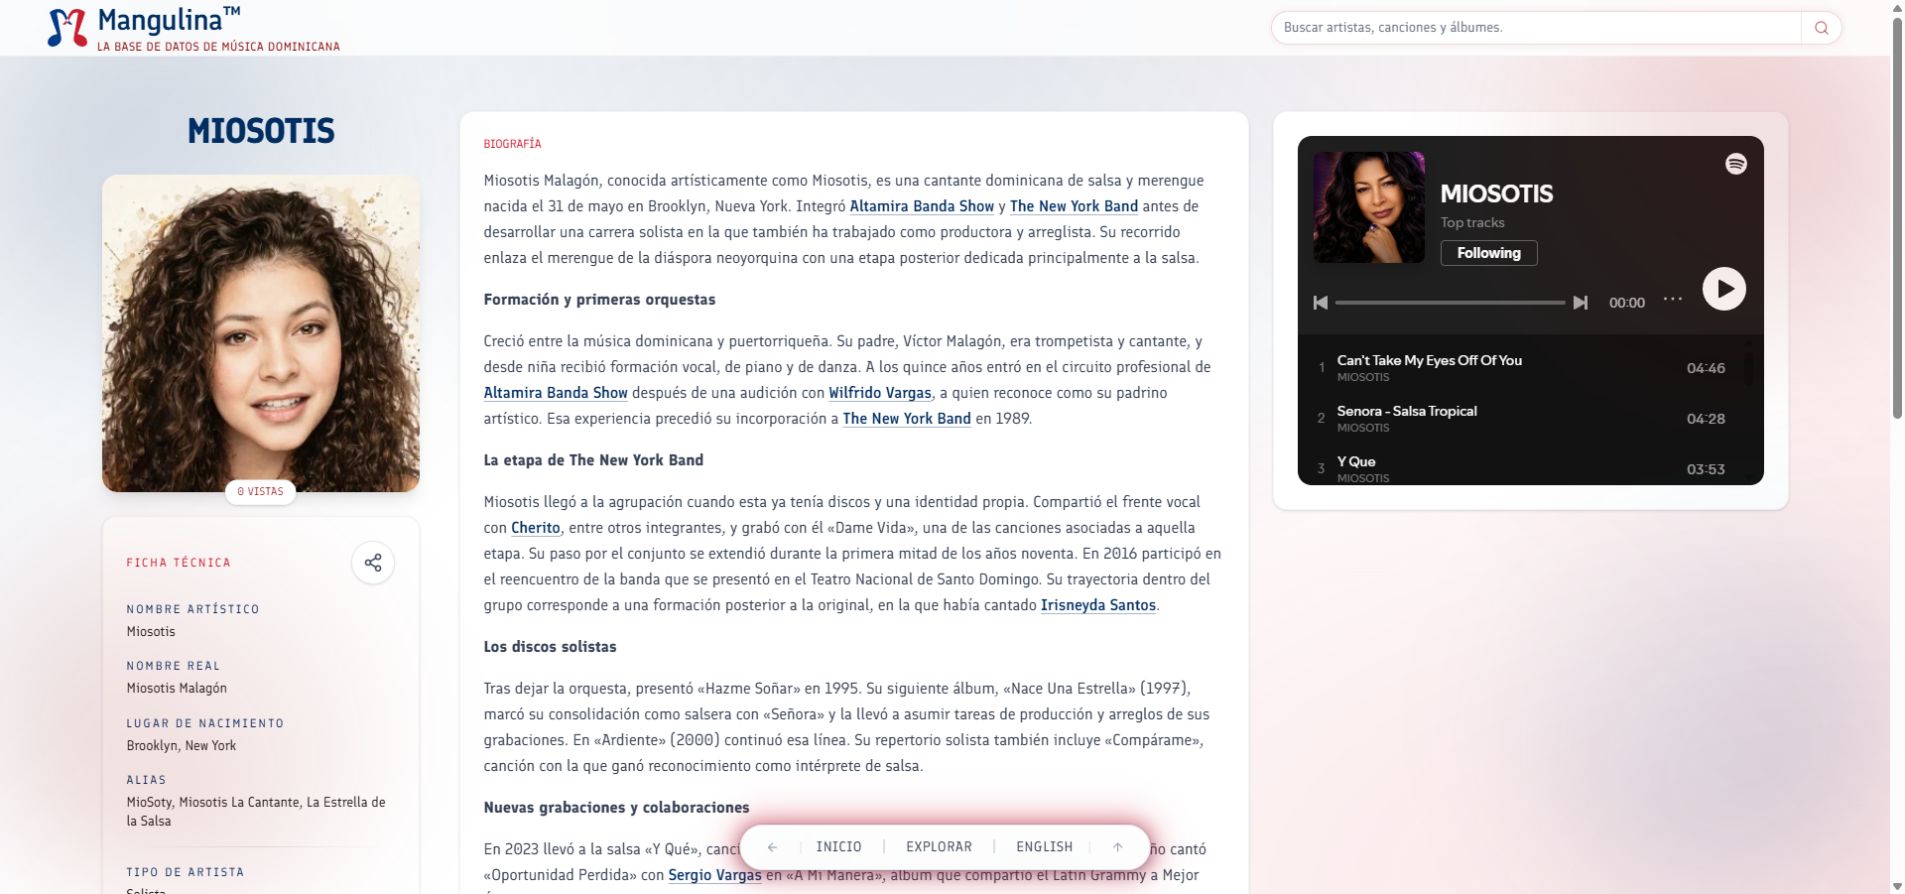 Mangulina™
LA BASE DE DATOS DE MÚSICA DOMINICANA
Buscar artistas, canciones y álbumes.
MIOSOTIS
0 VISTAS
FICHA TÉCNICA
NOMBRE ARTÍSTICO
Miosotis
NOMBRE REAL
Miosotis Malagón
LUGAR DE NACIMIENTO
Brooklyn, New York
ALIAS
MioSoty, Miosotis La Cantante, La Estrella de
la Salsa
TIPO DE ARTISTA
Solista
BIOGRAFÍA
Miosotis Malagón, conocida artísticamente como Miosotis, es una cantante dominicana de salsa y merengue
nacida el 31 de mayo en Brooklyn, Nueva York. Integró Altamira Banda Show y The New York Band antes de
desarrollar una carrera solista en la que también ha trabajado como productora y arreglista. Su recorrido
enlaza el merengue de la diáspora neoyorquina con una etapa posterior dedicada principalmente a la salsa.
Formación y primeras orquestas
Creció entre la música dominicana y puertorriqueña. Su padre, Víctor Malagón, era trompetista y cantante, y
desde niña recibió formación vocal, de piano y de danza. A los quince años entró en el circuito profesional de
Altamira Banda Show después de una audición con Wilfrido Vargas, a quien reconoce como su padrino
artístico. Esa experiencia precedió su incorporación a The New York Band en 1989.
La etapa de The New York Band
Miosotis llegó a la agrupación cuando esta ya tenía discos y una identidad propia. Compartió el frente vocal
con Cherito, entre otros integrantes, y grabó con él «Dame Vida», una de las canciones asociadas a aquella
etapa. Su paso por el conjunto se extendió durante la primera mitad de los años noventa. En 2016 participó en
el reencuentro de la banda que se presentó en el Teatro Nacional de Santo Domingo. Su trayectoria dentro del
grupo corresponde a una formación posterior a la original, en la que había cantado Irisneyda Santos.
Los discos solistas
Tras dejar la orquesta, presentó «Hazme Soñar» en 1995. Su siguiente álbum, «Nace Una Estrella» (1997),
marcó su consolidación como salsera con «Señora» y la llevó a asumir tareas de producción y arreglos de sus
grabaciones. En «Ardiente» (2000) continuó esa línea. Su repertorio solista también incluye «Compárame»,
canción con la que ganó reconocimiento como intérprete de salsa.
Nuevas grabaciones y colaboraciones
En 2023 llevó a la salsa «Y Qué», canci ño cantó
«Oportunidad Perdida» con Sergio Vargas en «A Mi Manera», álbum que compartió el Latin Grammy a Mejor
INICIO
EXPLORAR
ENGLISH
MIOSOTIS
Top tracks
Following
00:00
1 Can't Take My Eyes Off Of You 04:46
MIOSOTIS
2 Senora - Salsa Tropical 04:28
MIOSOTIS
3 Y Que 03:53
MIOSOTIS